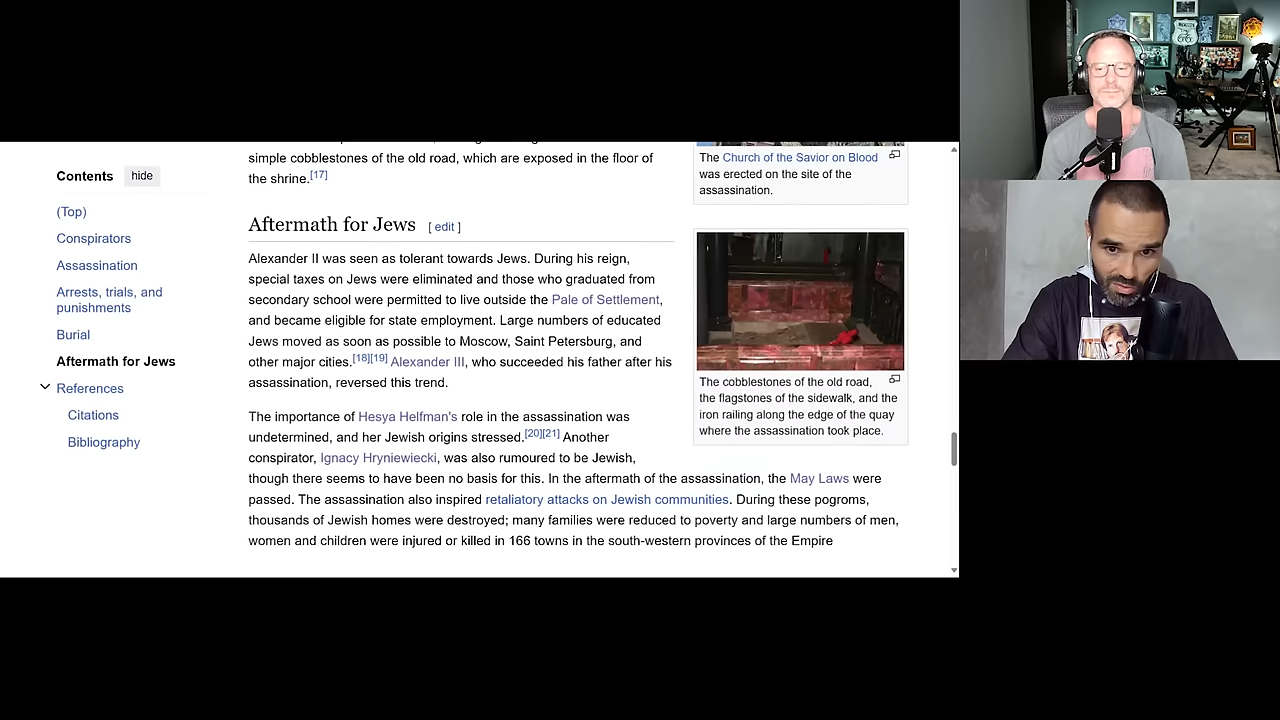 simple cobblestones of the old road, which are exposed in the floor of
the shrine.[17]
Contents hide
(Top)
Conspirators
Assassination
Arrests, trials, and
punishments
Burial
Aftermath for Jews
References
Citations
Bibliography
Aftermath for Jews [ edit ]
Alexander II was seen as tolerant towards Jews. During his reign,
special taxes on Jews were eliminated and those who graduated from
secondary school were permitted to live outside the Pale of Settlement,
and became eligible for state employment. Large numbers of educated
Jews moved as soon as possible to Moscow, Saint Petersburg, and
other major cities.[18][19] Alexander III, who succeeded his father after his
assassination, reversed this trend.
The importance of Hesya Helfman's role in the assassination was
undetermined, and her Jewish origins stressed.[20][21] Another
conspirator, Ignacy Hryniewiecki, was also rumoured to be Jewish,
though there seems to have been no basis for this. In the aftermath of the assassination, the May Laws were
passed. The assassination also inspired retaliatory attacks on Jewish communities. During these pogroms,
thousands of Jewish homes were destroyed; many families were reduced to poverty and large numbers of men,
women and children were injured or killed in 166 towns in the south-western provinces of the Empire
The Church of the Savior on Blood
was erected on the site of the
assassination.
The cobblestones of the old road,
the flagstones of the sidewalk, and the
iron railing along the edge of the quay
where the assassination took place.